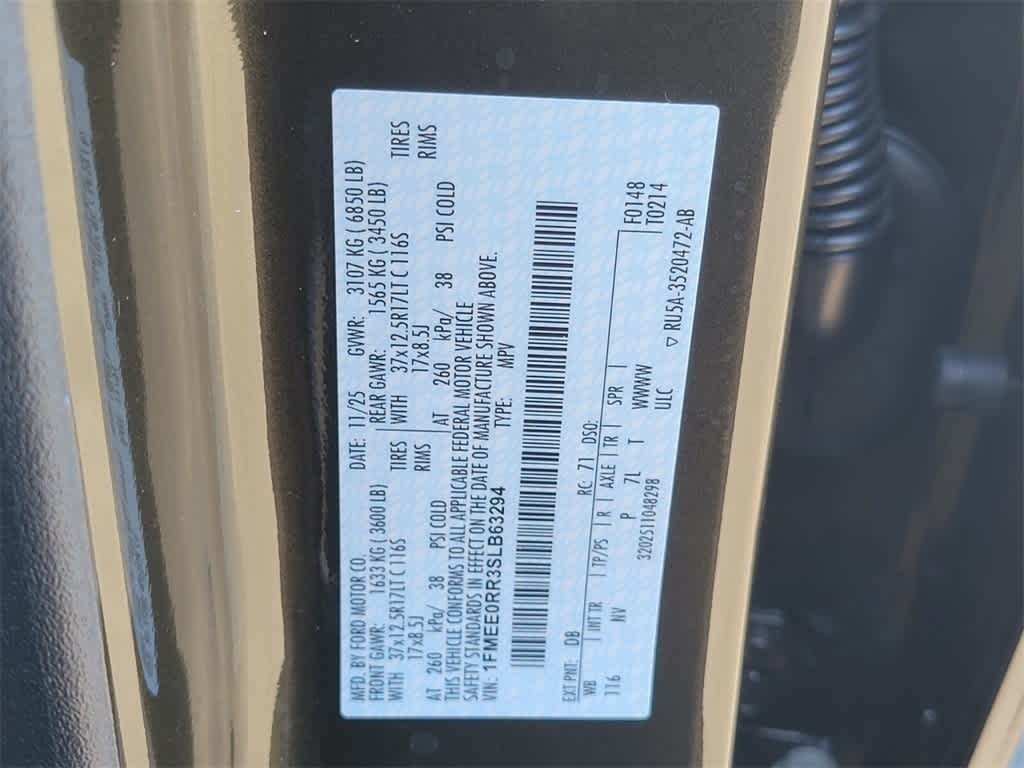 MFD. BY FORD MOTOR CO. DATE: 11/25 GVWR: 3107 KG ( 6850 LB)
FRONT GAWR: 1633 KG ( 3600 LB) REAR GAWR: 1565 KG ( 3450 LB)
WITH 37x12.5R17LT C 116S TIRES WITH 37x12.5R17LT C 116S TIRES
17x8.5J RIMS 17x8.5J RIMS
AT 260 kPa/ 38 PSI COLD AT 260 kPa/ 38 PSI COLD
THIS VEHICLE CONFORMS TO ALL APPLICABLE FEDERAL MOTOR VEHICLE
SAFETY STANDARDS IN EFFECT ON THE DATE OF MANUFACTURE SHOWN ABOVE.
VIN: 1FMEE0RR3SLB63294 TYPE: MPV
EXT PNT: DB RC: 71 DSO: F0148
WB INT TR TP/PS R AXLE TR SPR T0214
116 NV P 7L T WWWW
ULC
3202511048298 ▽ RU5A-3520472-AB